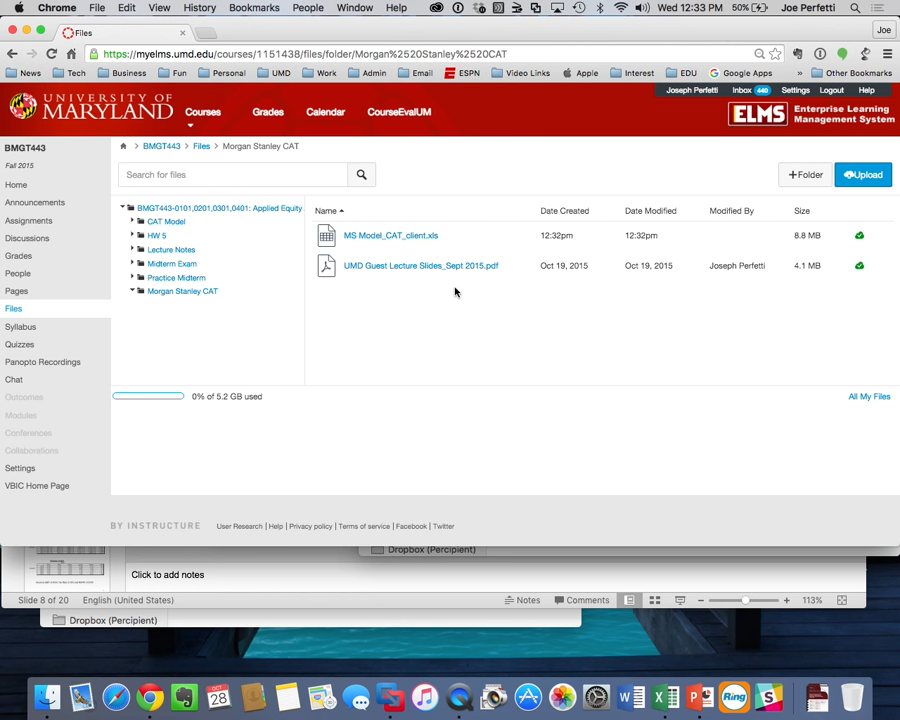 Chrome File Edit View History Bookmarks People Window Help Wed 12:33 PM 50% Joe Perfetti
Files Joe
https://myelms.umd.edu/courses/1151438/files/folder/Morgan%2520Stanley%2520CAT
News Tech Business Fun Personal UMD Work Admin Email ESPN Video Links Apple Interest EDU Google Apps » Other Bookmarks
Joseph Perfetti Inbox 440 Settings Logout Help
UNIVERSITY OF
MARYLAND
Courses Grades Calendar CourseEvalUM
ELMS
Enterprise Learning
Management System
BMGT443
Fall 2015
Home
Announcements
Assignments
Discussions
Grades
People
Pages
Files
Syllabus
Quizzes
Panopto Recordings
Chat
Outcomes
Modules
Conferences
Collaborations
Settings
VBIC Home Page
BMGT443 Files Morgan Stanley CAT
Search for files
+Folder Upload
BMGT443-0101,0201,0301,0401: Applied Equity
CAT Model
HW 5
Lecture Notes
Midterm Exam
Practice Midterm
Morgan Stanley CAT
Name Date Created Date Modified Modified By Size
MS Model_CAT_client.xls 12:32pm 12:32pm 8.8 MB
UMD Guest Lecture Slides_Sept 2015.pdf Oct 19, 2015 Oct 19, 2015 Joseph Perfetti 4.1 MB
0% of 5.2 GB used
All My Files
BY INSTRUCTURE User Research | Help | Privacy policy | Terms of service | Facebook | Twitter
Dropbox (Percipient)
Click to add notes
Slide 8 of 20 English (United States) Notes Comments 113%
Dropbox (Percipient)
OCT
28
Ring